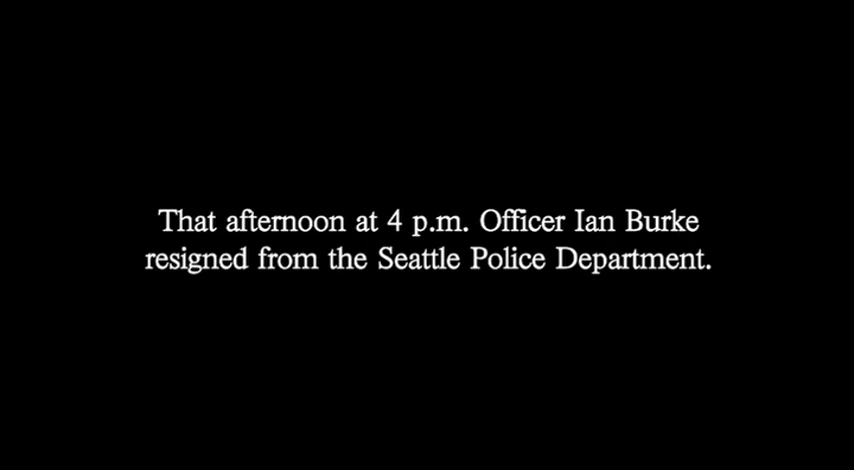 That afternoon at 4 p.m. Officer Ian Burke
resigned from the Seattle Police Department.